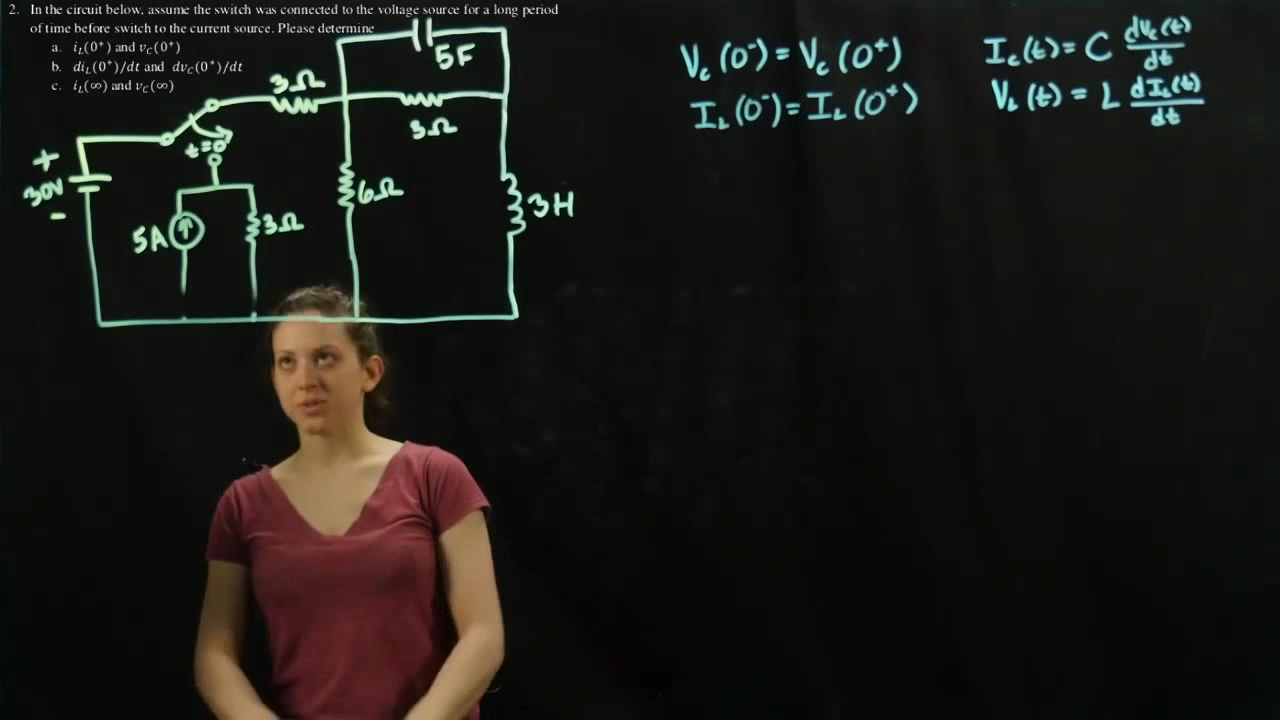 2. In the circuit below, assume the switch was connected to the voltage source for a long period
of time before switch to the current source. Please determine
a. i_L(0⁺) and v_C(0⁺)
b. di_L(0⁺)/dt and dv_C(0⁺)/dt
c. i_L(∞) and v_C(∞)
5F
3Ω
3Ω
t=0
+
30V
-
6Ω
3H
5A
3Ω
V_c(0⁻) = V_c(0⁺)
I_L(0⁻) = I_L(0⁺)
I_c(t) = C dV_c(t)/dt
V_L(t) = L dI_L(t)/dt